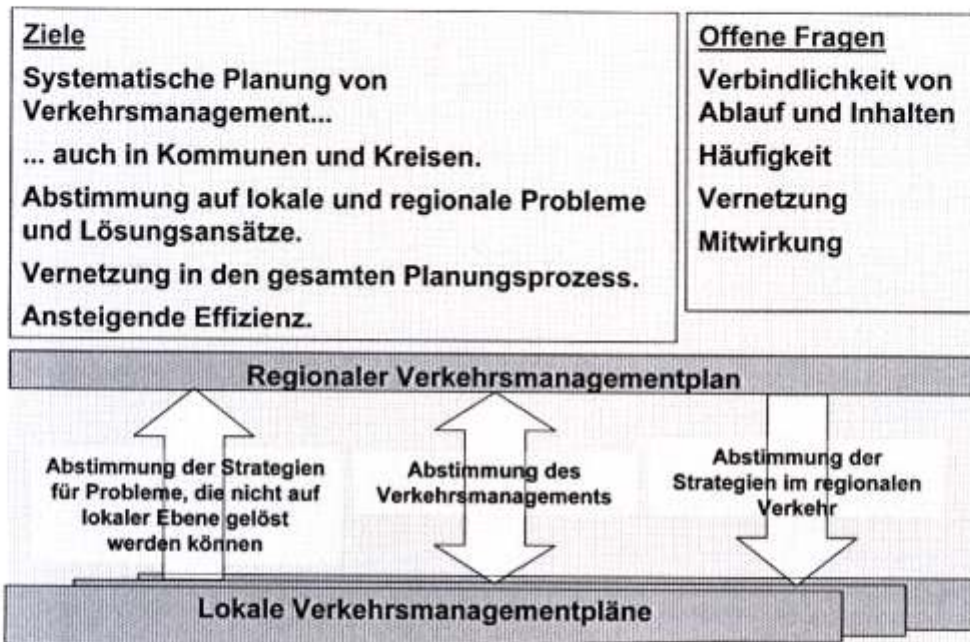 Ziele
Systematische Planung von
Verkehrsmanagement...
... auch in Kommunen und Kreisen.
Abstimmung auf lokale und regionale Probleme
und Lösungsansätze.
Vernetzung in den gesamten Planungsprozess.
Ansteigende Effizienz.
Offene Fragen
Verbindlichkeit von
Ablauf und Inhalten
Häufigkeit
Vernetzung
Mitwirkung
Regionaler Verkehrsmanagementplan
Abstimmung der Strategien
für Probleme, die nicht auf
lokaler Ebene gelöst
werden können
Abstimmung des
Verkehrsmanagements
Abstimmung der
Strategien im regionalen
Verkehr
Lokale Verkehrsmanagementpläne